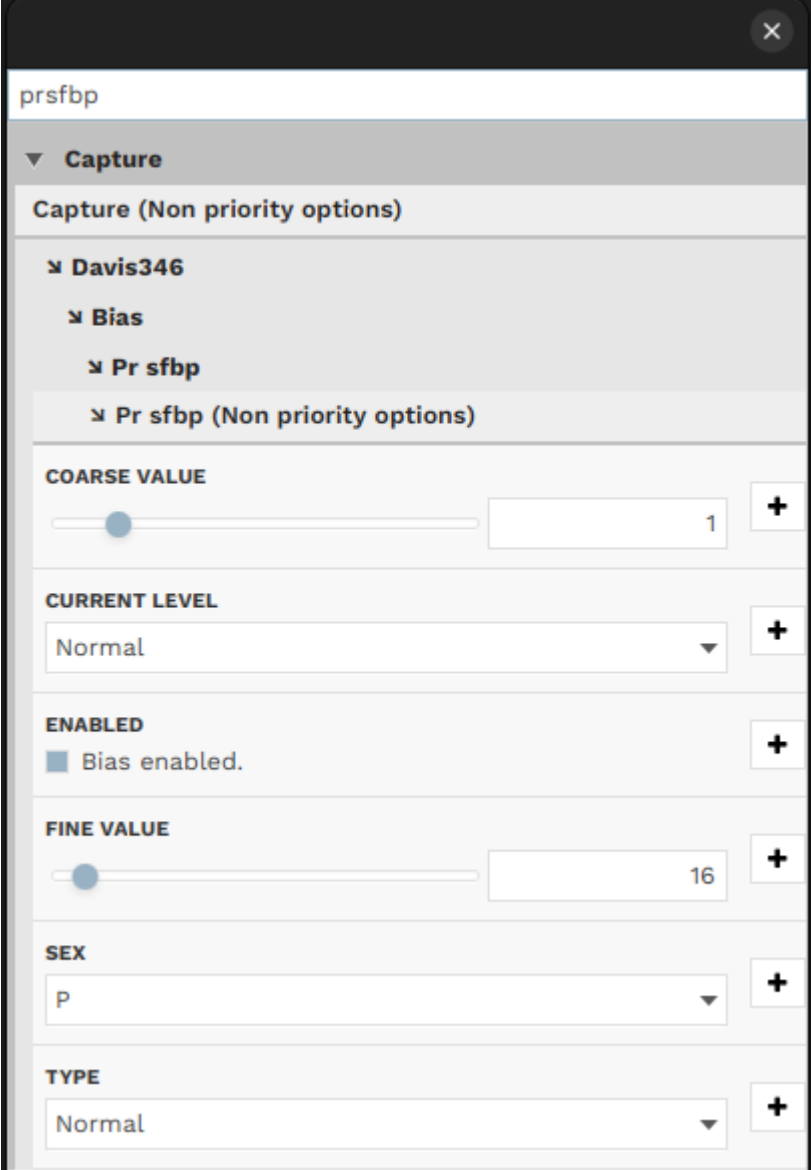 prsfbp
Capture
Capture (Non priority options)
Davis346
Bias
Pr sfbp
Pr sfbp (Non priority options)
COARSE VALUE
1
CURRENT LEVEL
Normal
ENABLED
Bias enabled.
FINE VALUE
16
SEX
P
TYPE
Normal